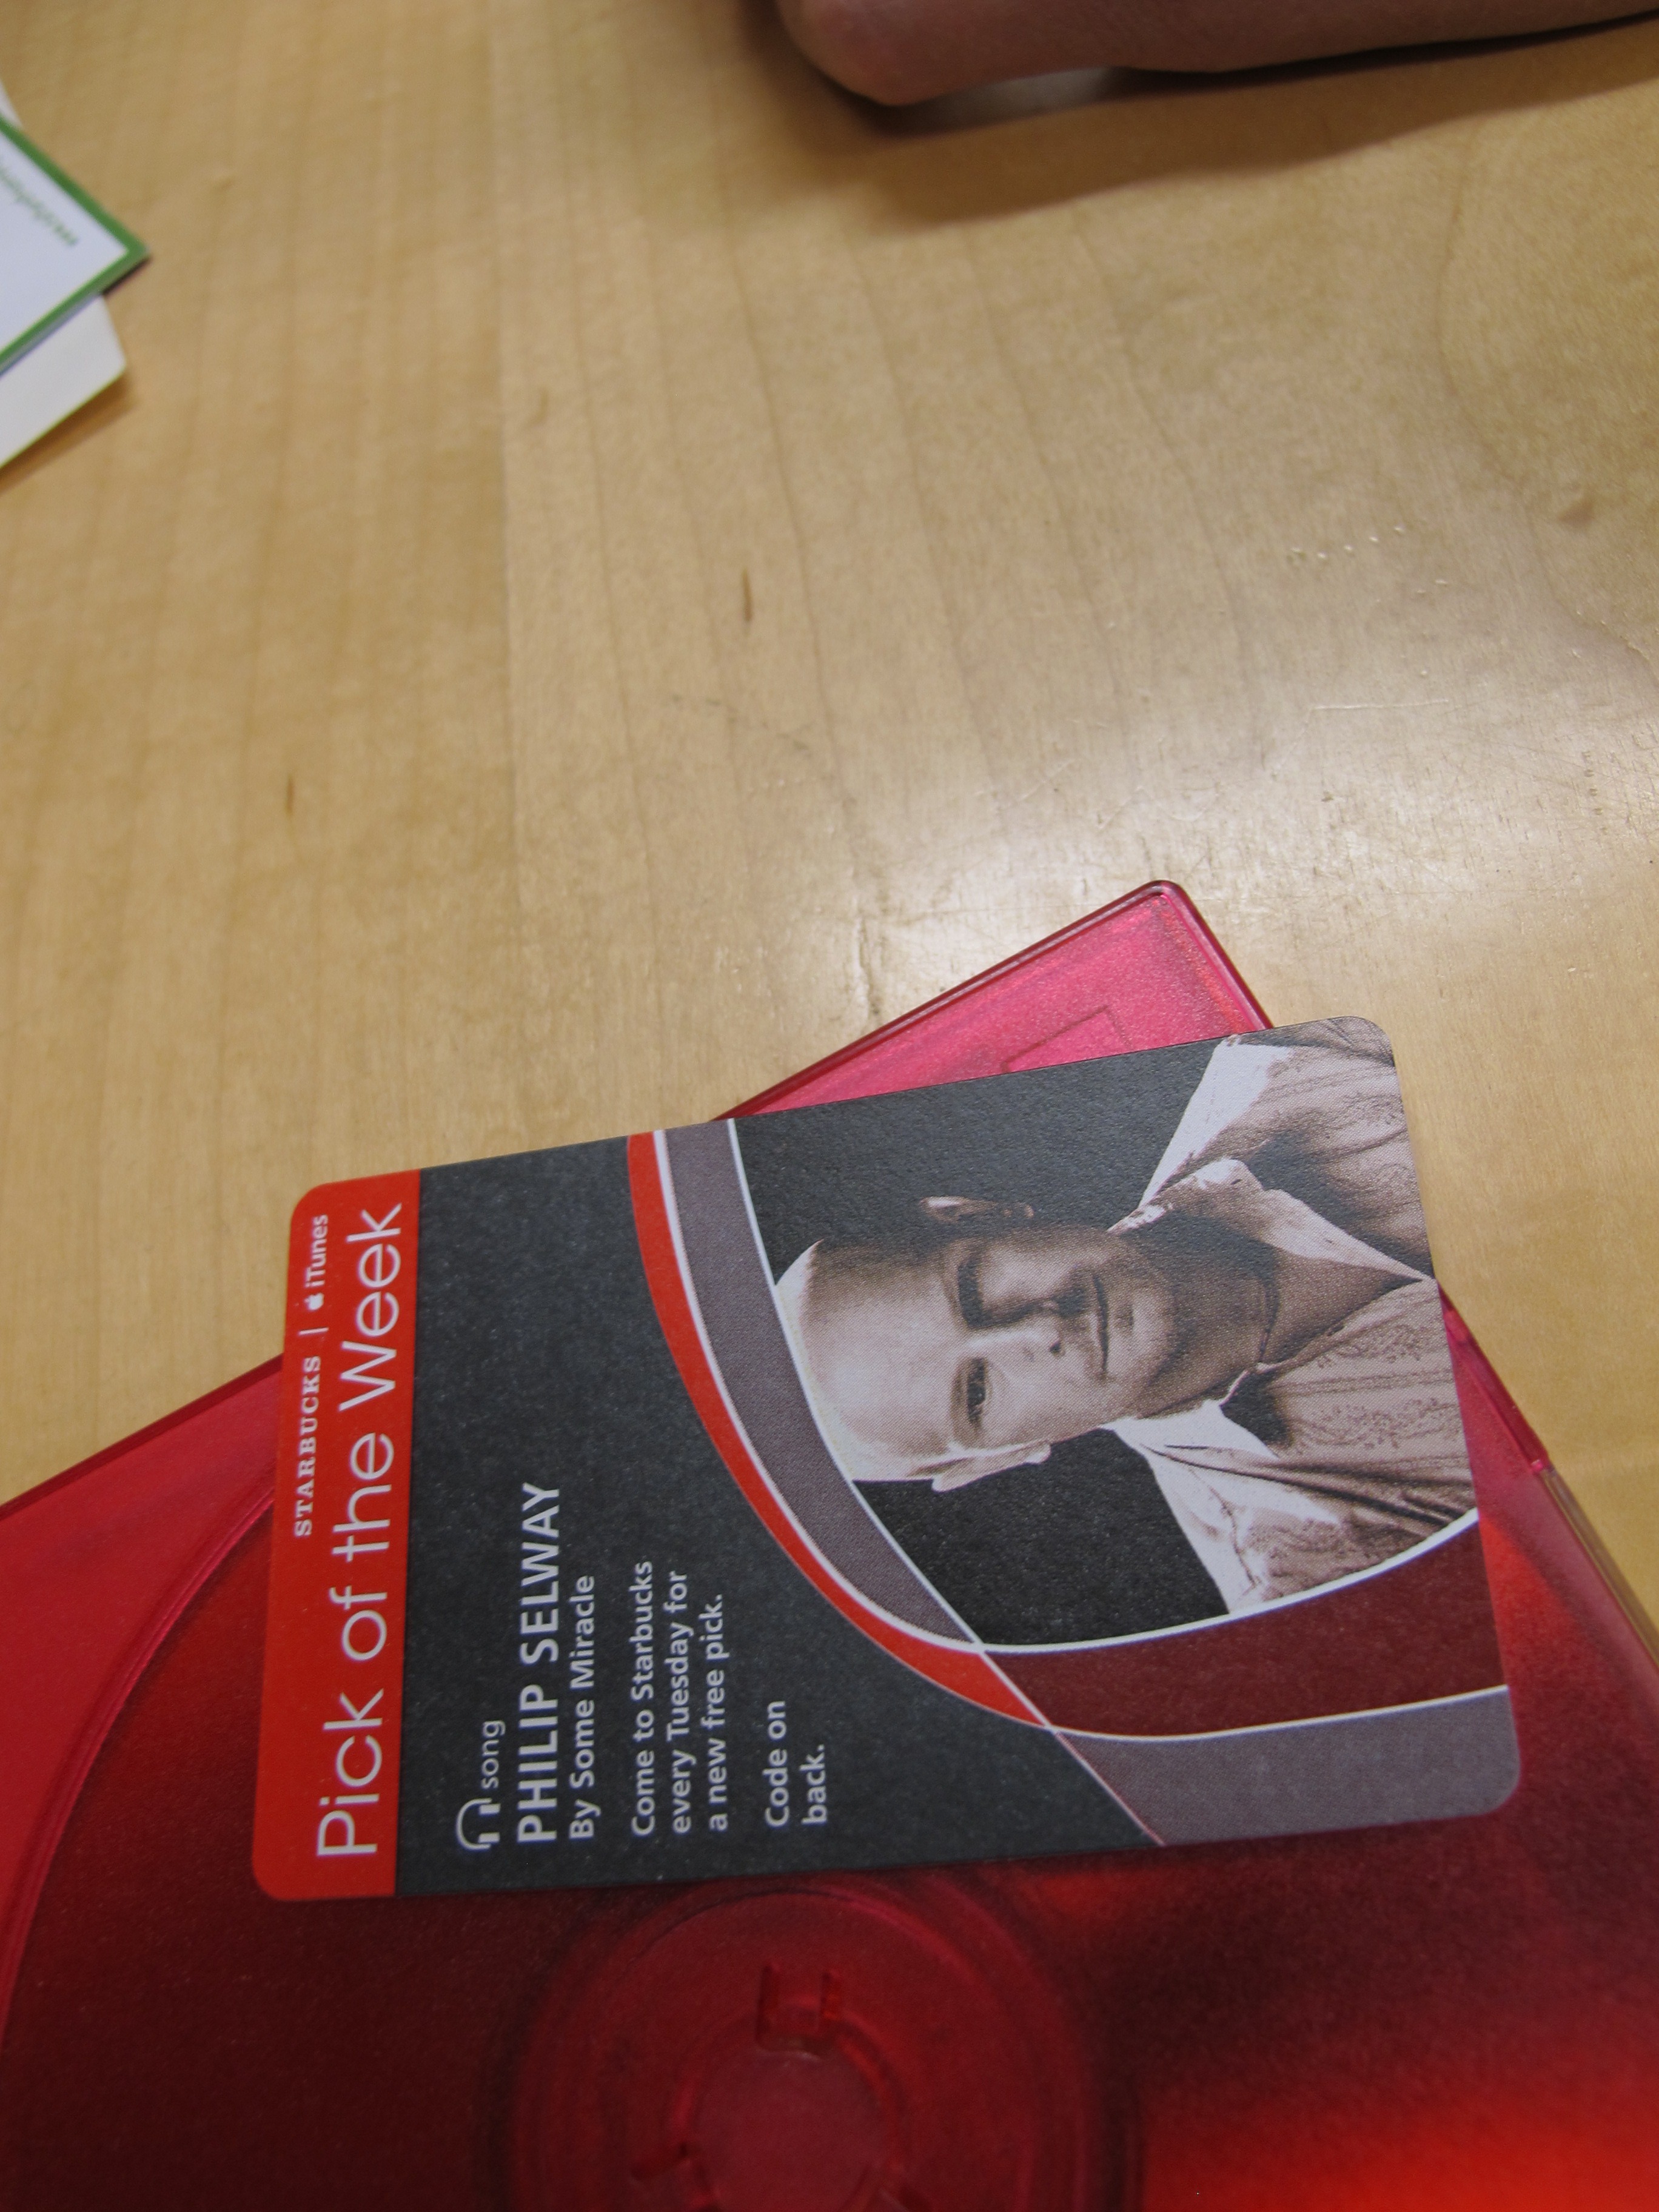 STARBUCKS | iTunes
Pick of the Week
song
PHILIP SELWAY
By Some Miracle
Come to Starbucks
every Tuesday for
a new free pick.
Code on
back.